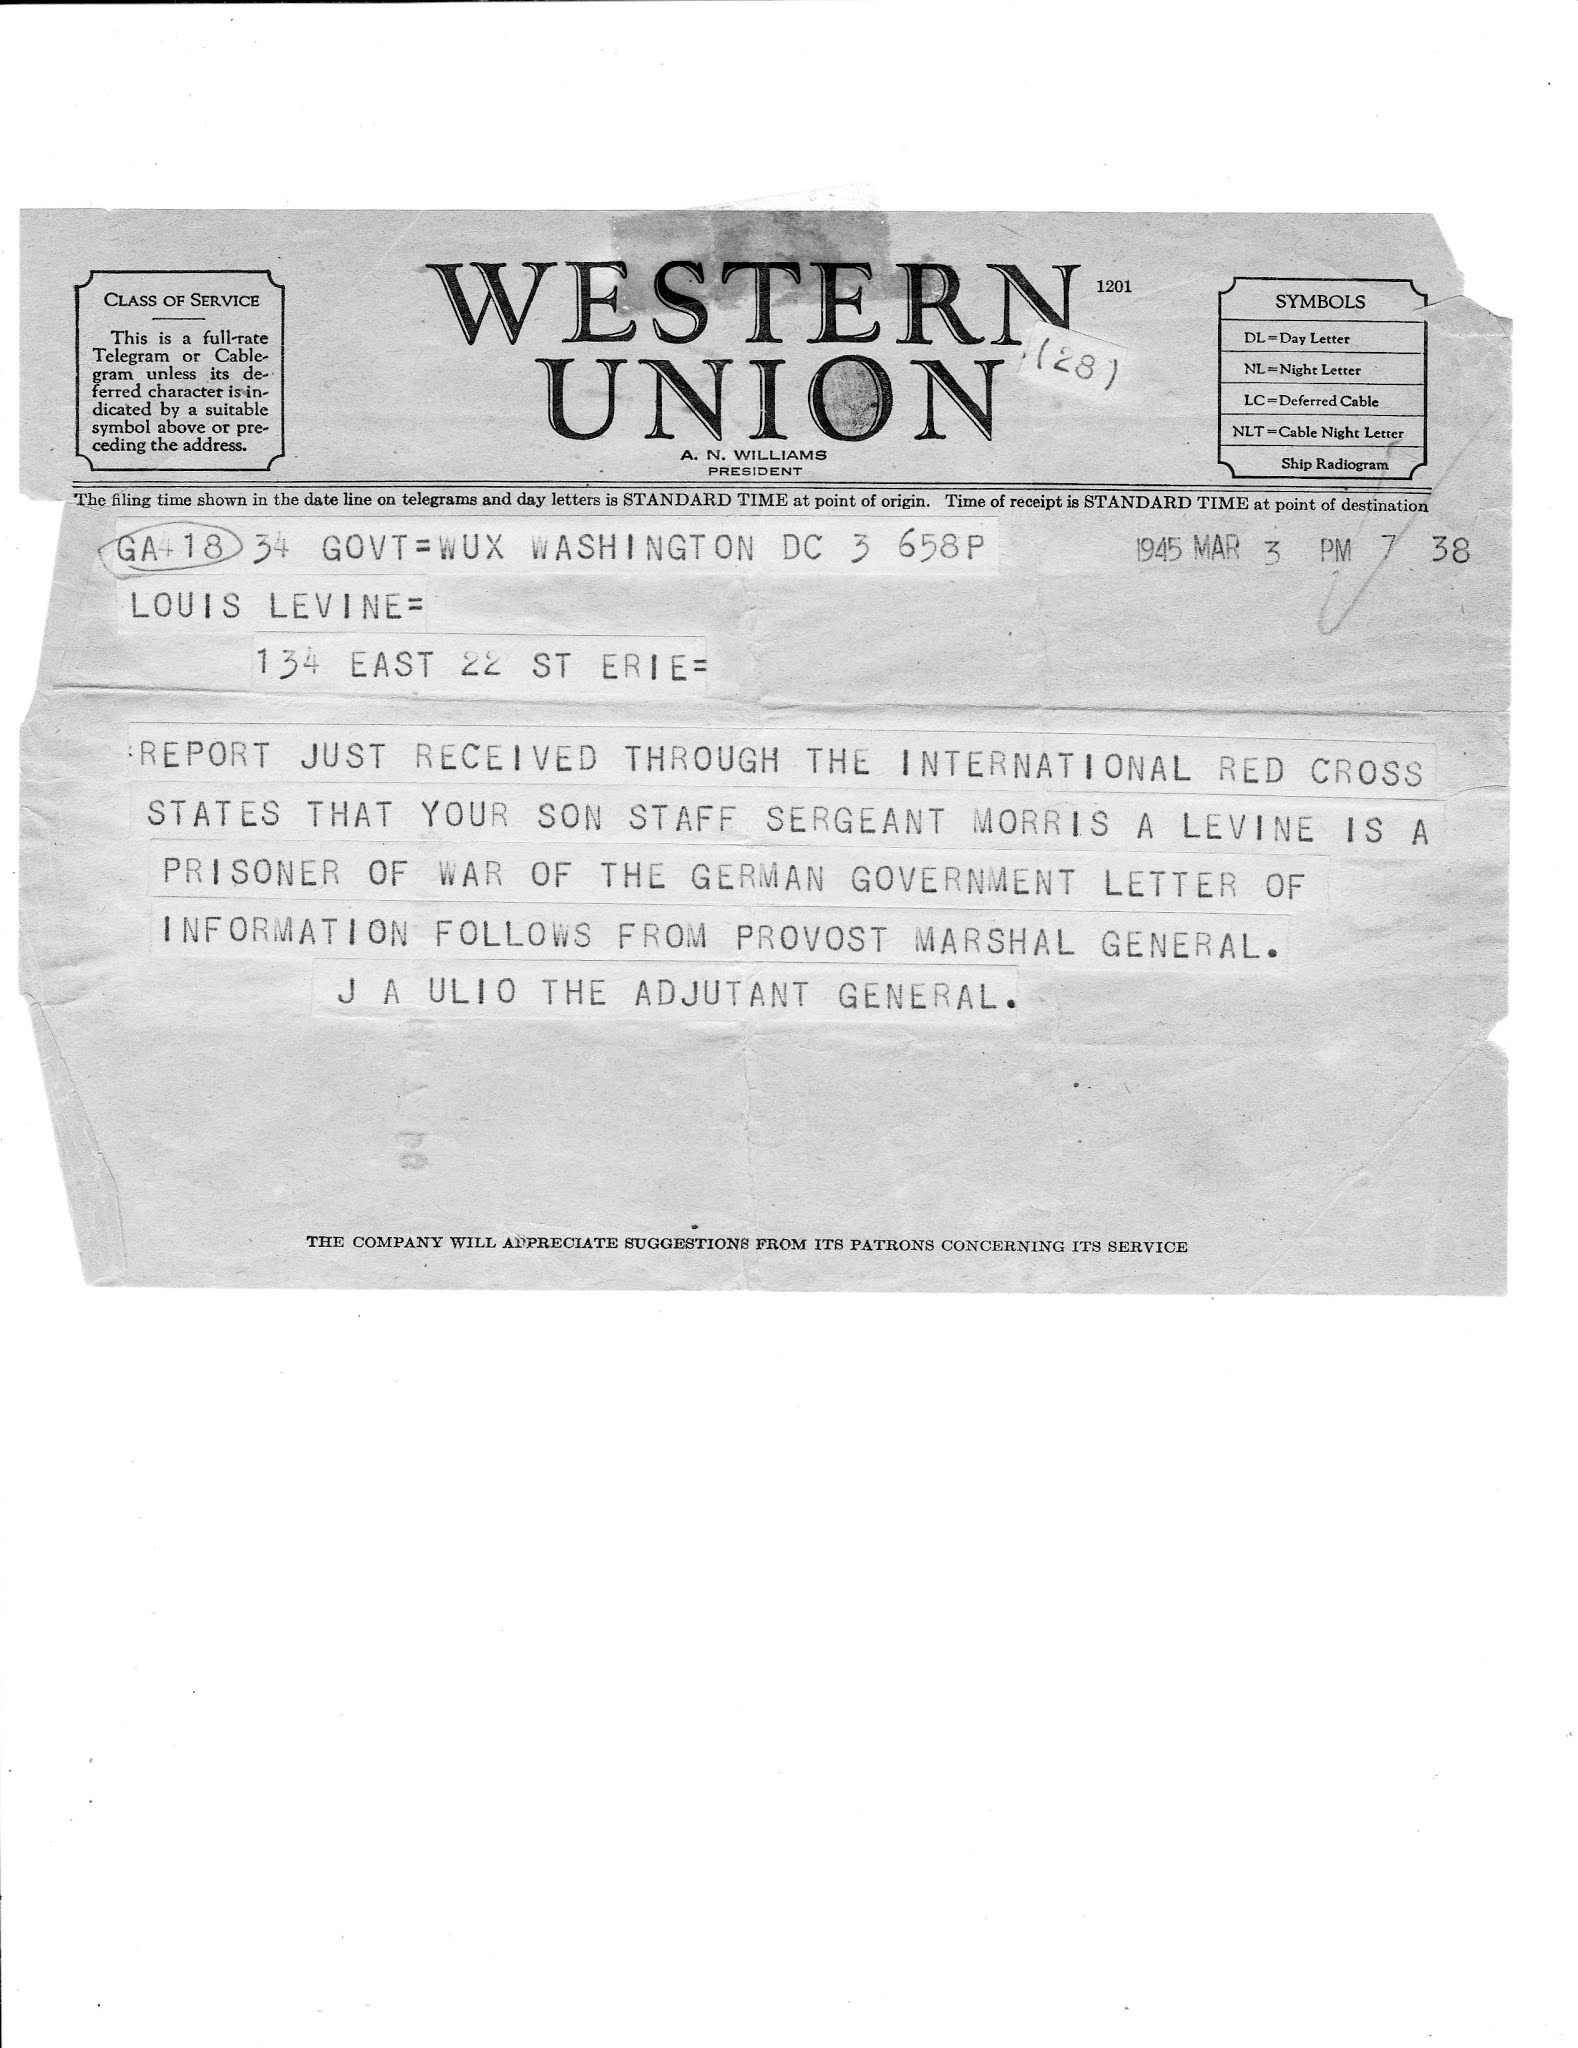 CLASS OF SERVICE
This is a full-rate
Telegram or Cable-
gram unless its de-
ferred character is in-
dicated by a suitable
symbol above or pre-
ceding the address.
WESTERN
UNION
1201
(28)
A. N. WILLIAMS
PRESIDENT
SYMBOLS
DL=Day Letter
NL=Night Letter
LC=Deferred Cable
NLT=Cable Night Letter
Ship Radiogram
The filing time shown in the date line on telegrams and day letters is STANDARD TIME at point of origin. Time of receipt is STANDARD TIME at point of destination
GA418 34 GOVT=WUX WASHINGTON DC 3 658P
1945 MAR 3 PM 7 38
LOUIS LEVINE=
134 EAST 22 ST ERIE=
:REPORT JUST RECEIVED THROUGH THE INTERNATIONAL RED CROSS
STATES THAT YOUR SON STAFF SERGEANT MORRIS A LEVINE IS A
PRISONER OF WAR OF THE GERMAN GOVERNMENT LETTER OF
INFORMATION FOLLOWS FROM PROVOST MARSHAL GENERAL.
J A ULIO THE ADJUTANT GENERAL.
THE COMPANY WILL APPRECIATE SUGGESTIONS FROM ITS PATRONS CONCERNING ITS SERVICE